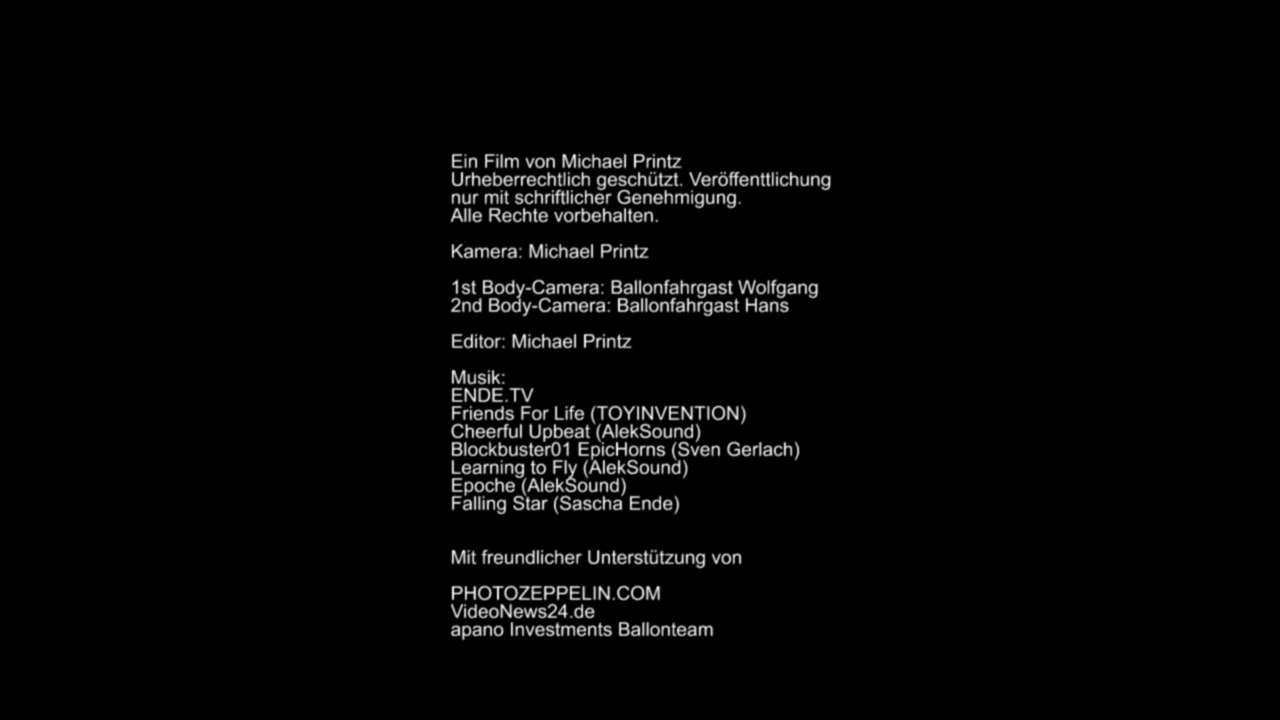 Ein Film von Michael Printz
Urheberrechtlich geschützt. Veröffenttlichung
nur mit schriftlicher Genehmigung.
Alle Rechte vorbehalten.
Kamera: Michael Printz
1st Body-Camera: Ballonfahrgast Wolfgang
2nd Body-Camera: Ballonfahrgast Hans
Editor: Michael Printz
Musik:
ENDE.TV
Friends For Life (TOYINVENTION)
Cheerful Upbeat (AlekSound)
Blockbuster01 EpicHorns (Sven Gerlach)
Learning to Fly (AlekSound)
Epoche (AlekSound)
Falling Star (Sascha Ende)
Mit freundlicher Unterstützung von
PHOTOZEPPELIN.COM
VideoNews24.de
apano Investments Ballonteam